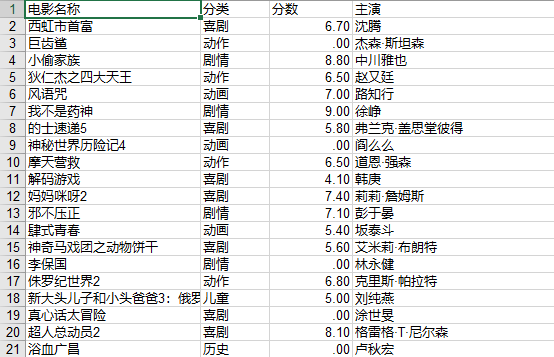 1 电影名称 分类 分数 主演
2 西虹市首富 喜剧 6.70 沈腾
3 巨齿鲨 动作 .00 杰森·斯坦森
4 小偷家族 剧情 8.80 中川雅也
5 狄仁杰之四大天王 动作 6.50 赵又廷
6 风语咒 动画 7.00 路知行
7 我不是药神 剧情 9.00 徐峥
8 的士速递5 喜剧 5.80 弗兰克·盖思堂彼得
9 神秘世界历险记4 动画 .00 阎么么
10 摩天营救 动作 6.50 道恩·强森
11 解码游戏 喜剧 4.10 韩庚
12 妈妈咪呀2 喜剧 7.40 莉莉·詹姆斯
13 邪不压正 剧情 7.10 彭于晏
14 肆式青春 动画 5.40 坂泰斗
15 神奇马戏团之动物饼干 喜剧 5.60 艾米莉·布朗特
16 李保国 剧情 .00 林永健
17 侏罗纪世界2 动作 6.80 克里斯·帕拉特
18 新大头儿子和小头爸爸3：俄罗 儿童 5.00 刘纯燕
19 真心话太冒险 喜剧 .00 涂世旻
20 超人总动员2 喜剧 8.10 格雷格·T·尼尔森
21 浴血广昌 历史 .00 卢秋宏